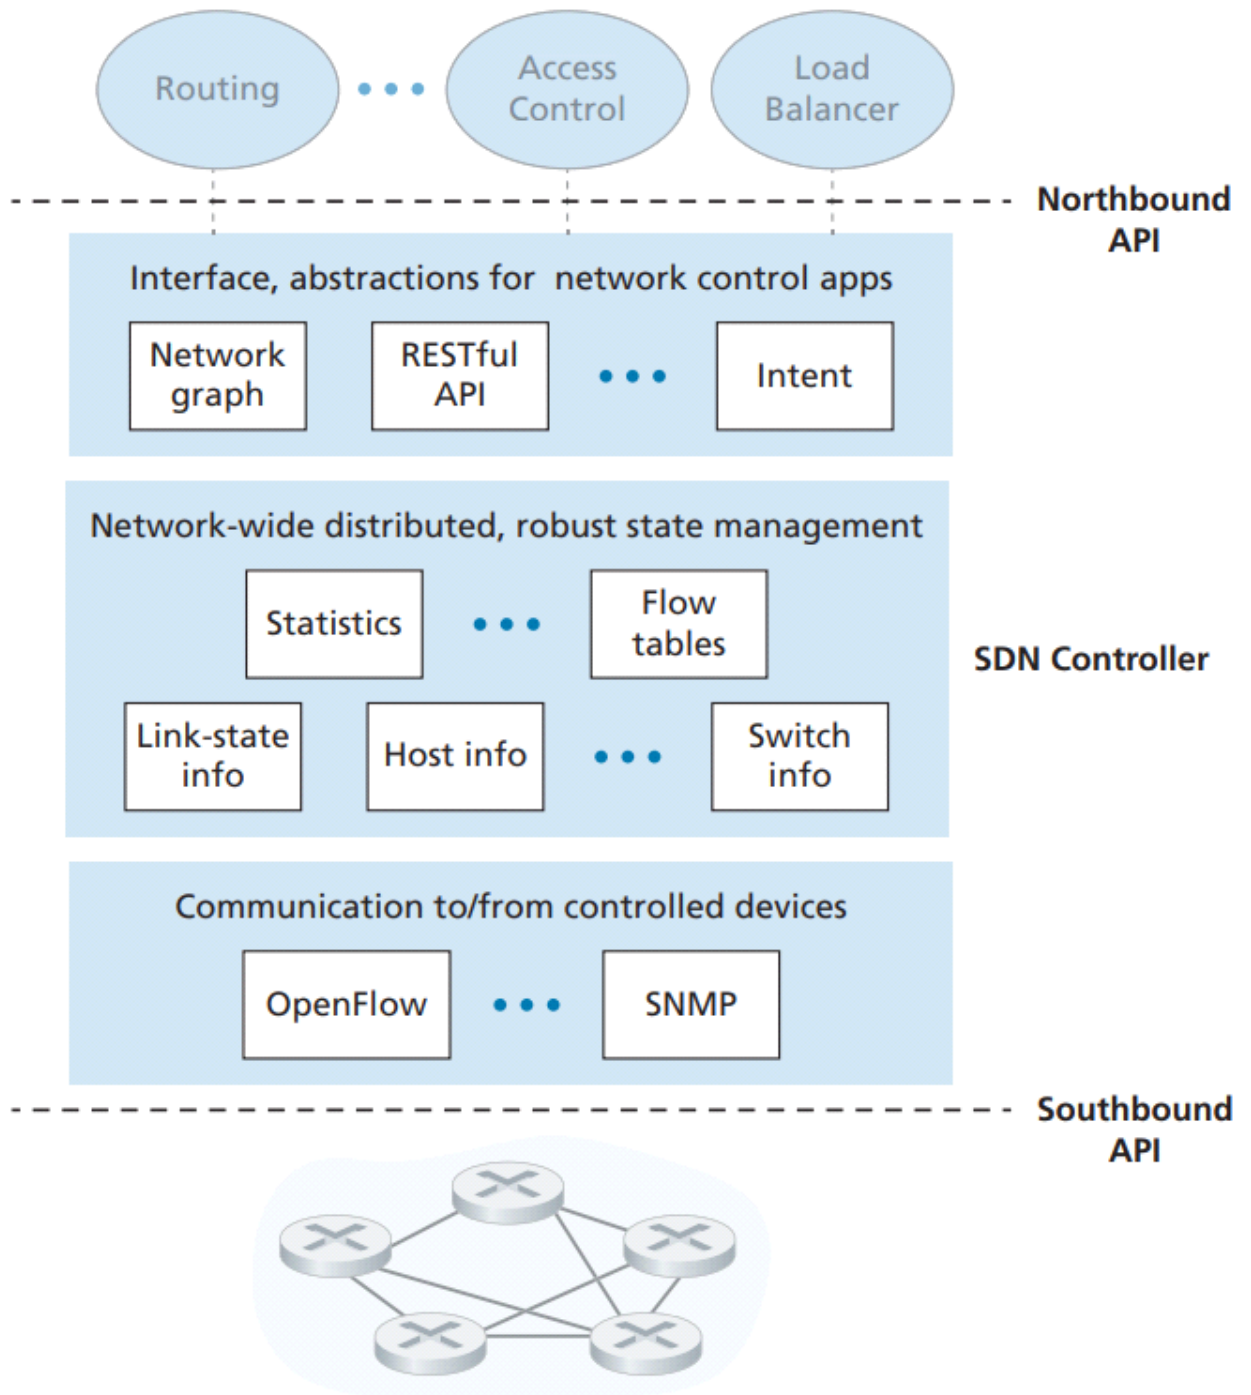 Routing
Access
Control
Load
Balancer
Northbound
API
Interface, abstractions for network control apps
Network
graph
RESTful
API
Intent
Network-wide distributed, robust state management
Statistics
Flow
tables
SDN Controller
Link-state
info
Host info
Switch
info
Communication to/from controlled devices
OpenFlow
SNMP
Southbound
API